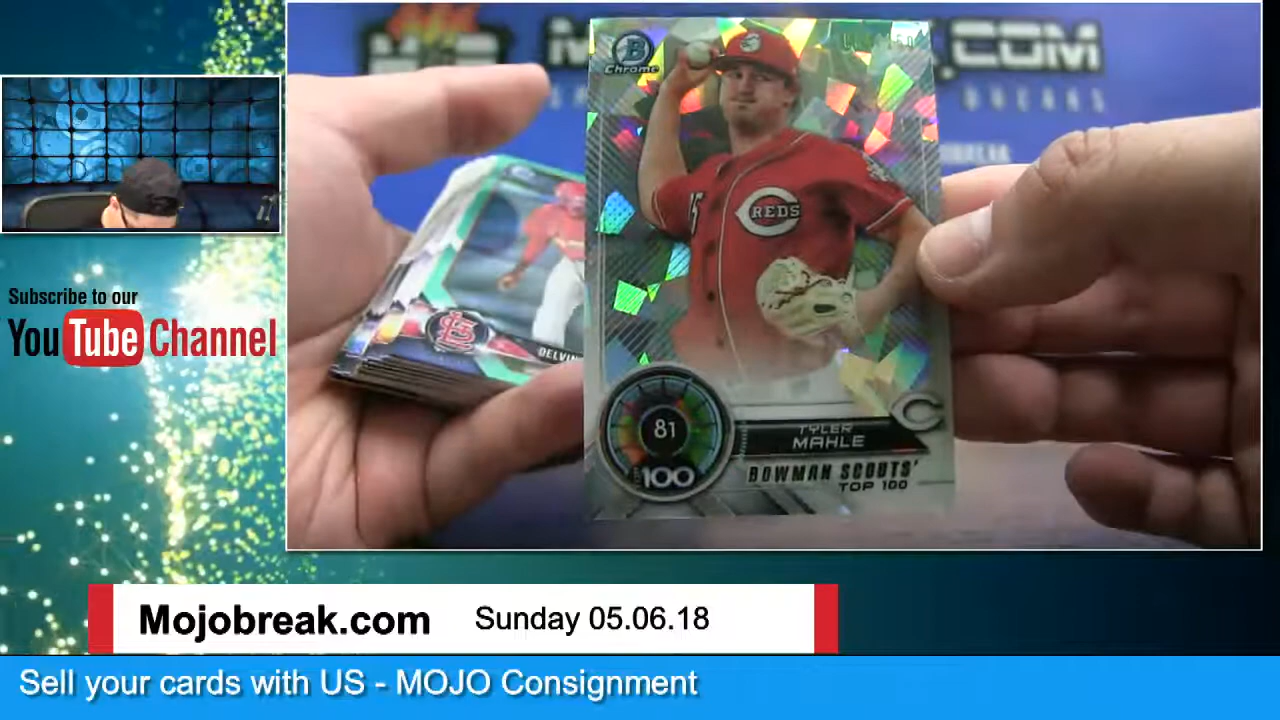 B
Chrome
REDS
81
100
TYLER
MAHLE
BOWMAN SCOUTS'
TOP 100
DELVIN
.COM
Subscribe to our
YouTube Channel
Mojobreak.com
Sunday 05.06.18
Sell your cards with US - MOJO Consignment